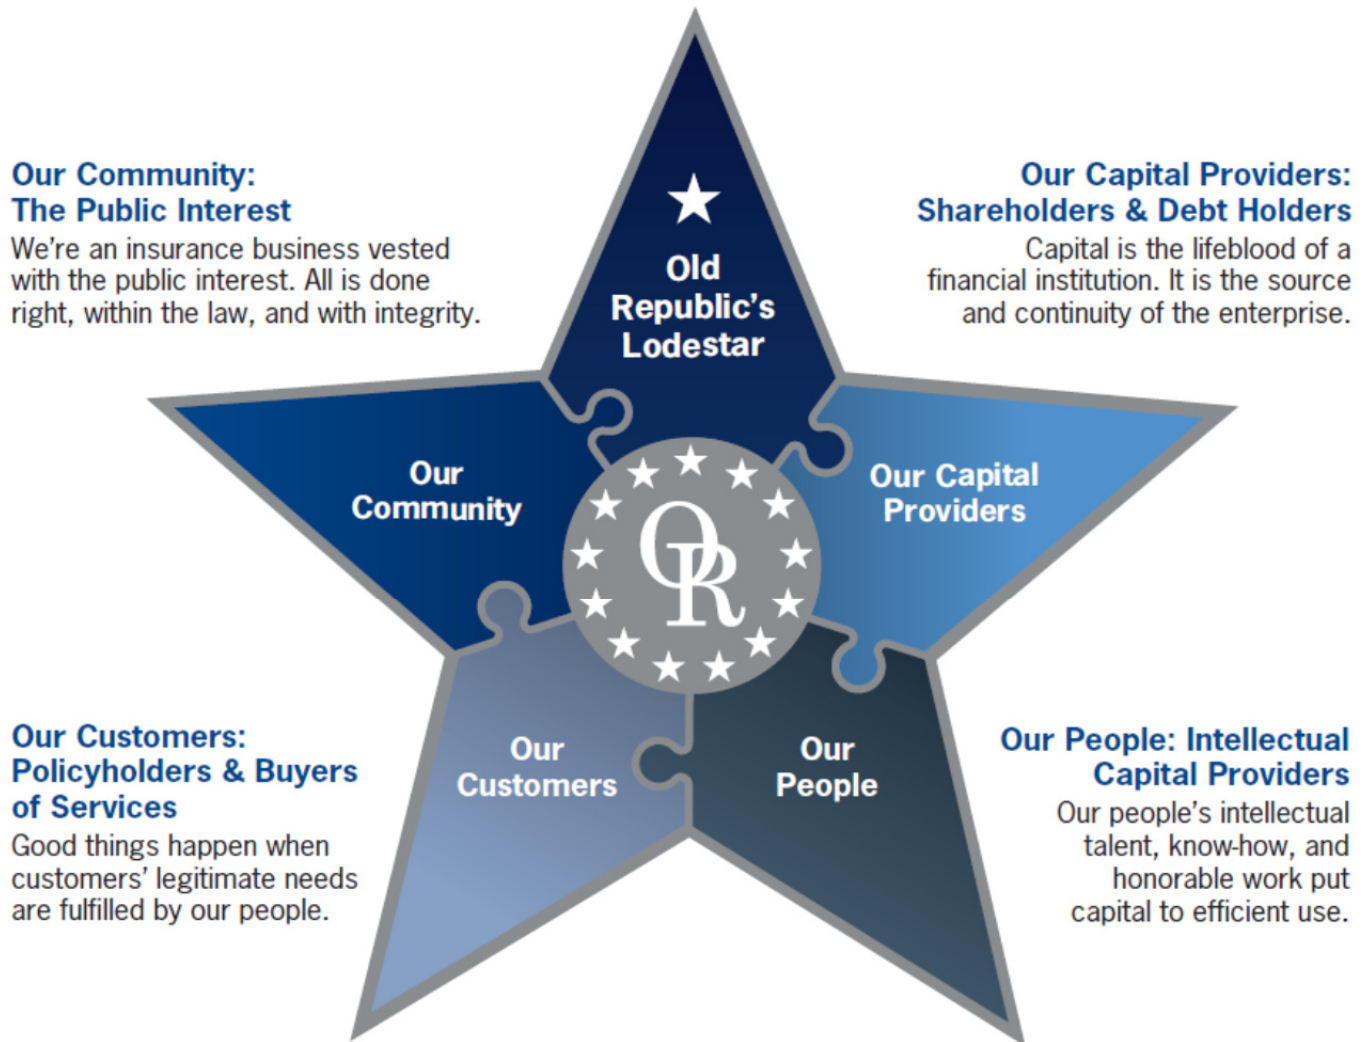 Our Community:
The Public Interest
We're an insurance business vested
with the public interest. All is done
right, within the law, and with integrity.
Our Capital Providers:
Shareholders & Debt Holders
Capital is the lifeblood of a
financial institution. It is the source
and continuity of the enterprise.
Old
Republic's
Lodestar
Our
Community
Our Capital
Providers
OR
Our
Customers
Our
People
Our Customers:
Policyholders & Buyers
of Services
Good things happen when
customers' legitimate needs
are fulfilled by our people.
Our People: Intellectual
Capital Providers
Our people's intellectual
talent, know-how, and
honorable work put
capital to efficient use.